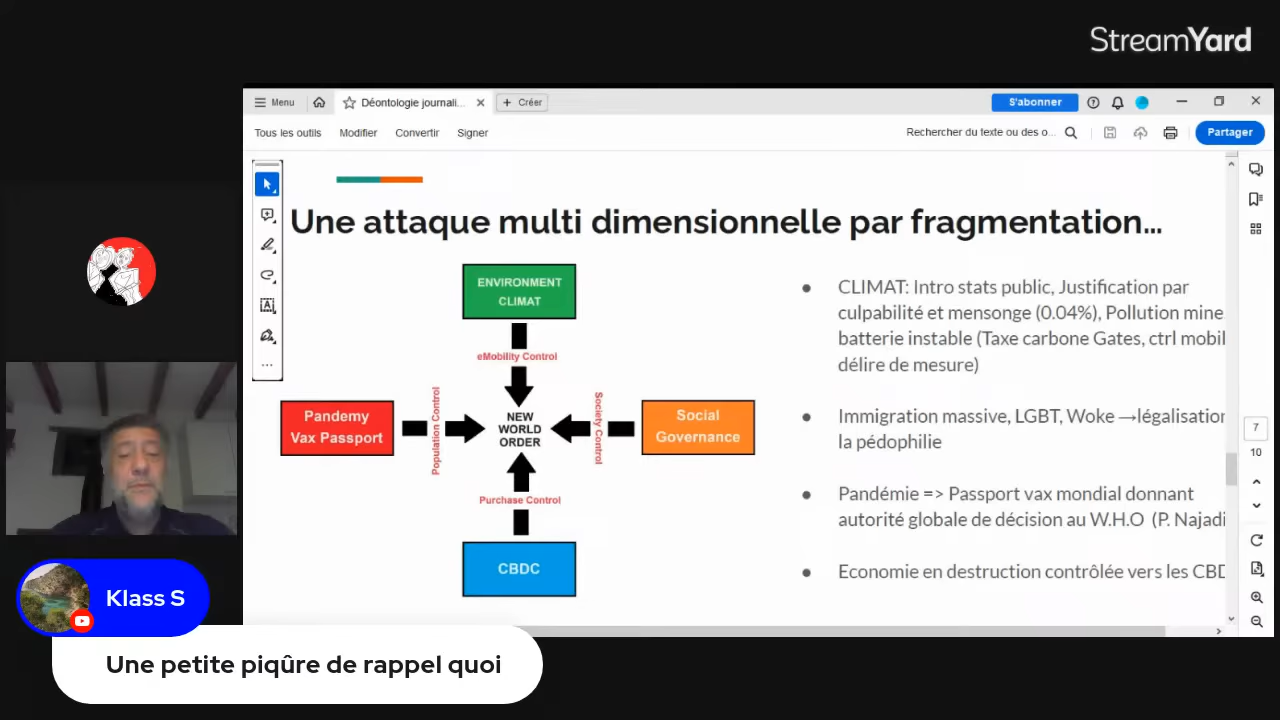 StreamYard
Menu
Déontologie journali...
Créer
S'abonner
Tous les outils
Modifier
Convertir
Signer
Rechercher du texte ou des o...
Partager
Une attaque multi dimensionnelle par fragmentation...
ENVIRONMENT
CLIMAT
eMobility Control
Pandemy
Vax Passport
Population Control
NEW
WORLD
ORDER
Society Control
Social
Governance
Purchase Control
CBDC
CLIMAT: Intro stats public, Justification par
culpabilité et mensonge (0.04%), Pollution mine
batterie instable (Taxe carbone Gates, ctrl mobil
délire de mesure)
Immigration massive, LGBT, Woke →légalisation
la pédophilie
Pandémie => Passport vax mondial donnant
autorité globale de décision au W.H.O (P. Najadi
Economie en destruction contrôlée vers les CBD
7
10
Klass S
Une petite piqûre de rappel quoi